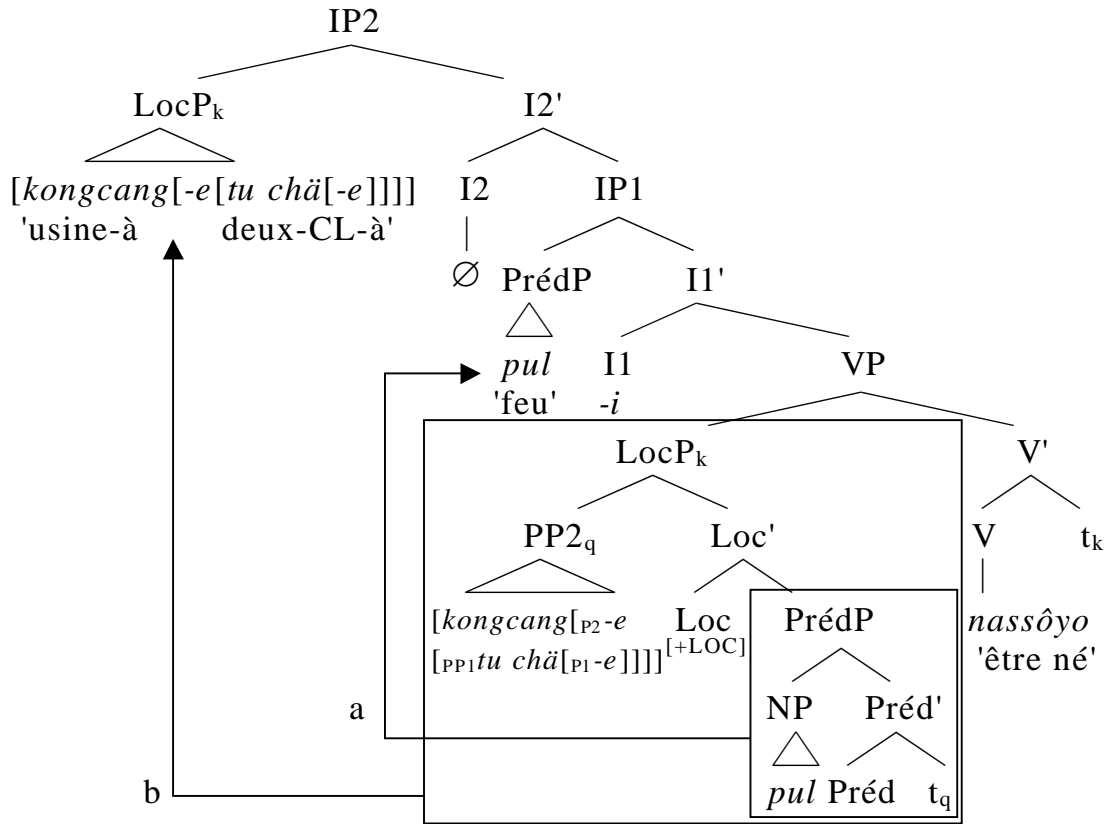 IP2
LocPk I2'
[kongcang[-e[tu chä[-e]]]] I2 IP1
'usine-à deux-CL-à'
∅ PrédP I1'
pul I1 VP
'feu' -i
LocPk V'
PP2q Loc' V tk
[kongcang[P2-e Loc PrédP nassôyo
[PP1tu chä[P1-e]]]] [+LOC] 'être né'
a NP Préd'
b pul Préd tq